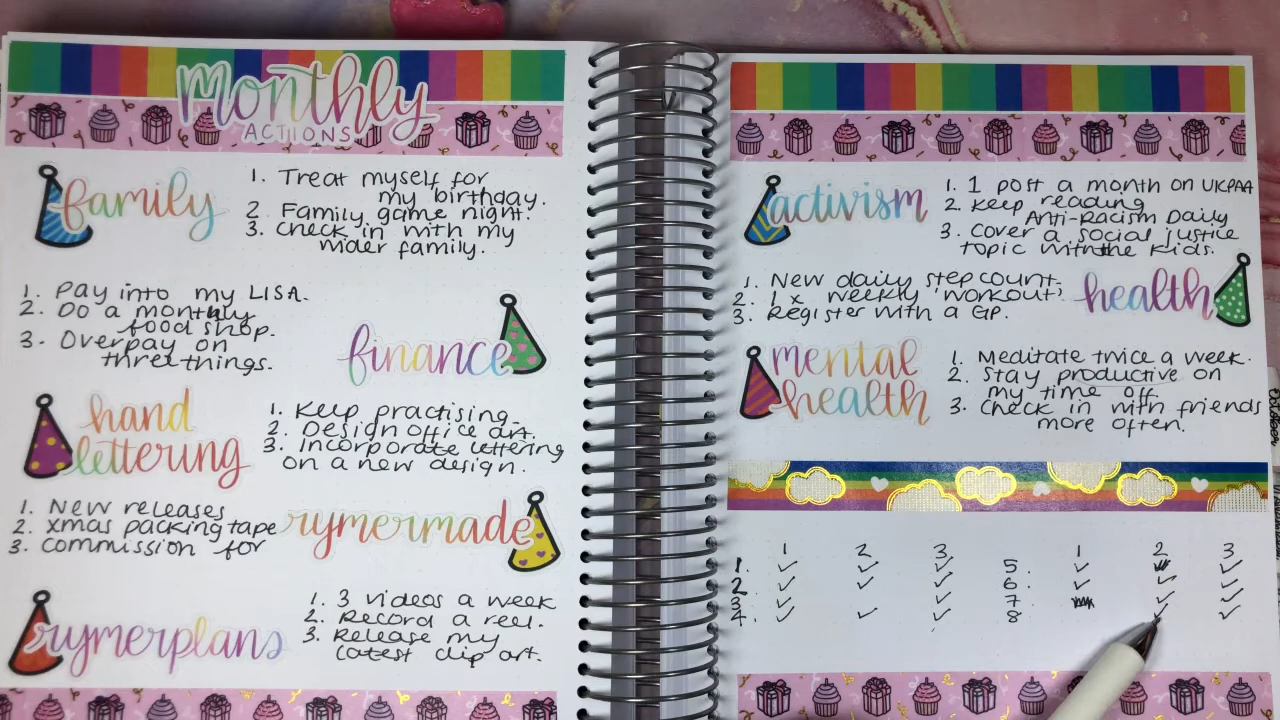 monthly
ACTIONS
family
1. Treat myself for
my birthday.
2. Family game night.
3. Check in with my
wider family.
1. Pay into my LISA.
2. Do a monthly
food shop.
3. Overpay on
three things.
finance
hand
lettering
1. Keep practising.
2. Design office art.
3. Incorporate lettering
on a new design.
1. New releases
2. Xmas packing tape
3. Commission for
rymermade
rymerplans
1. 3 videos a week
2. Record a reel.
3. Release my
latest clip art.
activism
1. 1 post a month on UKPAA
2. Keep reading
Anti-Racism Daily
3. Cover a social justice
topic with the kids.
1. New daily step count.
2. 1x weekly workout
3. Register with a GP.
health
mental
health
1. Meditate twice a week.
2. Stay productive on
my time off.
3. Check in with friends
more often.
1 2 3 1 2 3
1. ✓ ✓ ✓ 5. ✓ ✓
2 ✓ ✓ ✓ 6. ✓ ✓ ✓
3 ✓ ✓ 7. ✓ ✓
4. ✓ ✓ ✓ 8 ✓ ✓